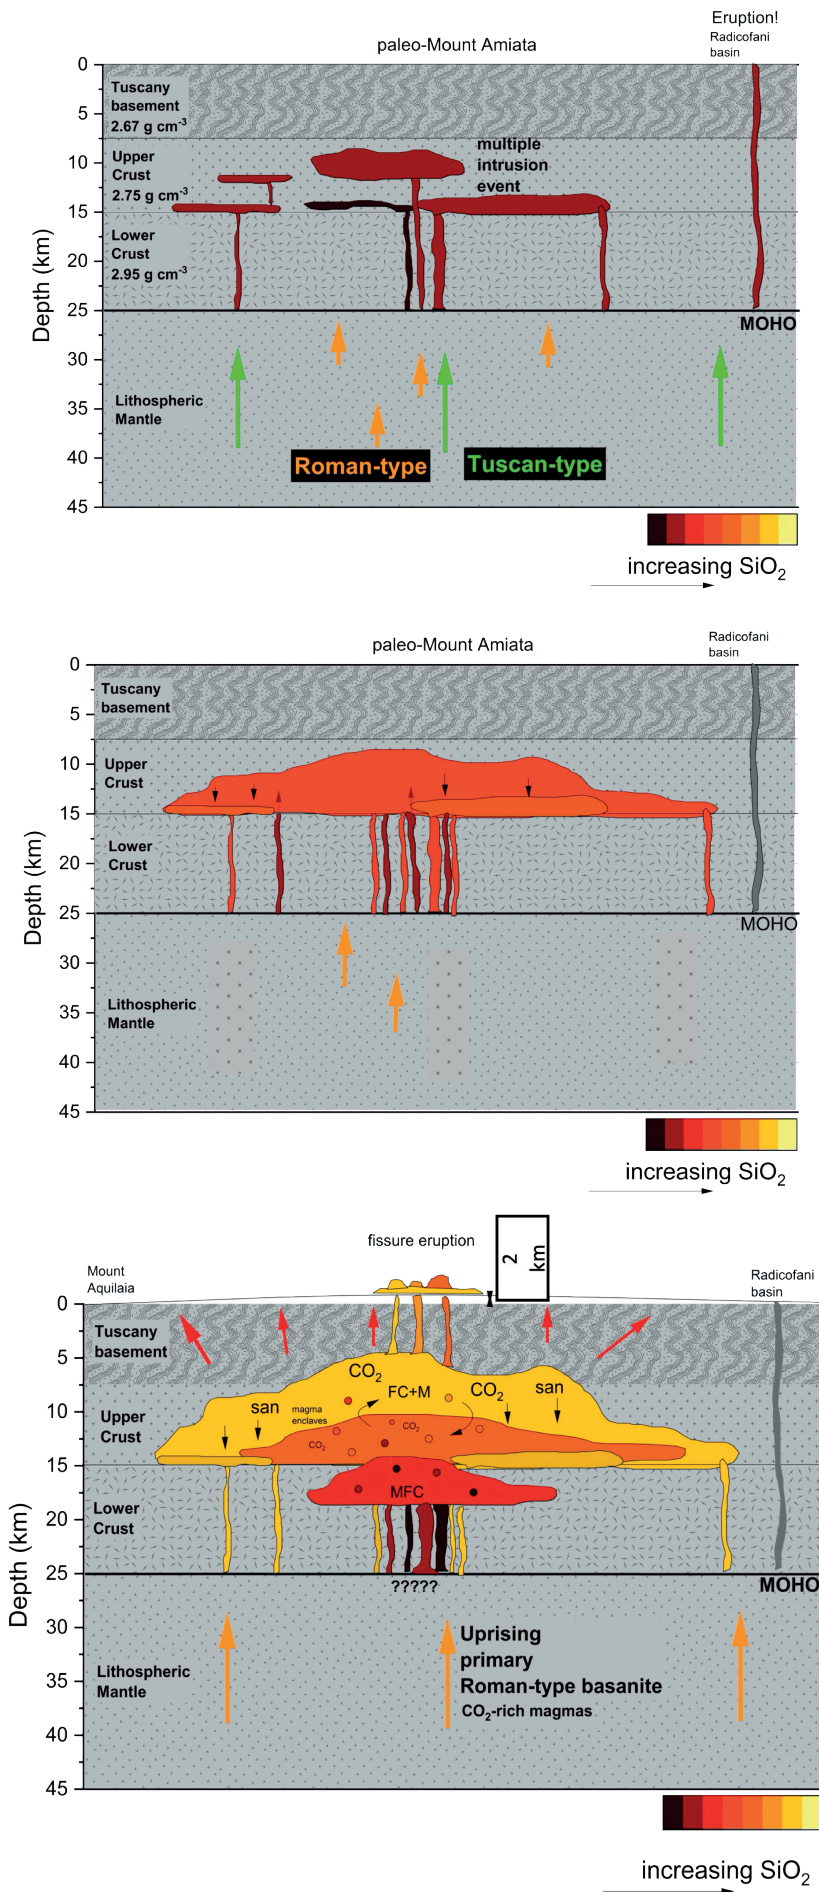 Eruption!
paleo-Mount Amiata
Radicofani
basin
0
5
10
15
20
25
30
35
40
45
Depth (km)
Tuscany
basement
2.67 g cm-3
Upper
Crust
2.75 g cm-3
multiple
intrusion
event
Lower
Crust
2.95 g cm-3
MOHO
Lithospheric
Mantle
Roman-type
Tuscan-type
increasing SiO2
paleo-Mount Amiata
Radicofani
basin
0
5
10
15
20
25
30
35
40
45
Depth (km)
Tuscany
basement
Upper
Crust
Lower
Crust
MOHO
Lithospheric
Mantle
increasing SiO2
fissure eruption
2
km
Mount
Aquilaia
Radicofani
basin
0
5
10
15
20
25
30
35
40
45
Depth (km)
Tuscany
basement
CO2
FC+M
CO2
san
san
magma
enclaves
CO2
CO2
Upper
Crust
MFC
Lower
Crust
?????
MOHO
Uprising
primary
Roman-type basanite
CO2-rich magmas
Lithospheric
Mantle
increasing SiO2